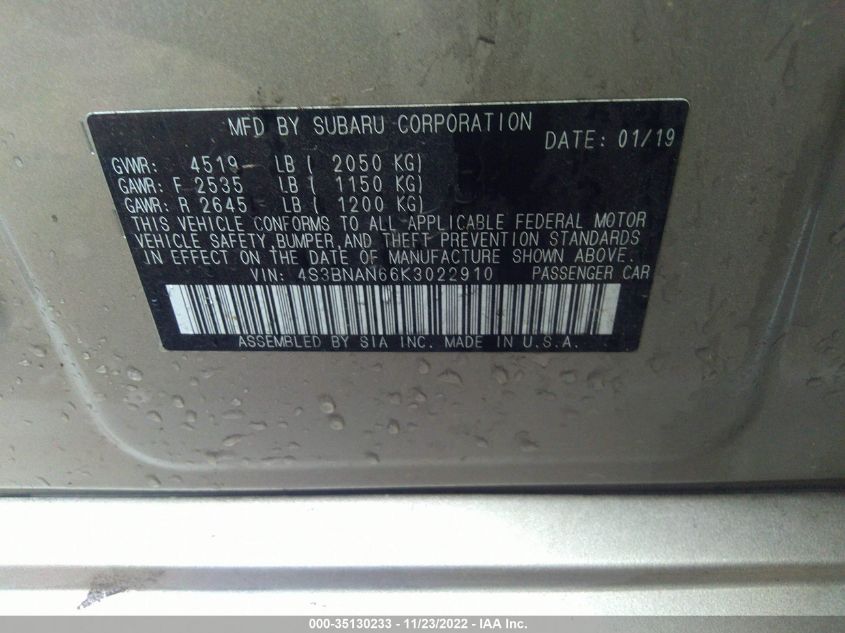 MFD BY SUBARU CORPORATION DATE: 01/19
GVWR: 4519 LB ( 2050 KG)
GAWR: F 2535 LB ( 1150 KG)
GAWR: R 2645 LB ( 1200 KG)
THIS VEHICLE CONFORMS TO ALL APPLICABLE FEDERAL MOTOR
VEHICLE SAFETY, BUMPER, AND THEFT PREVENTION STANDARDS
IN EFFECT ON THE DATE OF MANUFACTURE SHOWN ABOVE.
VIN: 4S3BNAN66K3022910 PASSENGER CAR
ASSEMBLED BY SIA INC. MADE IN U.S.A.
000-35130233 - 11/23/2022 - IAA Inc.